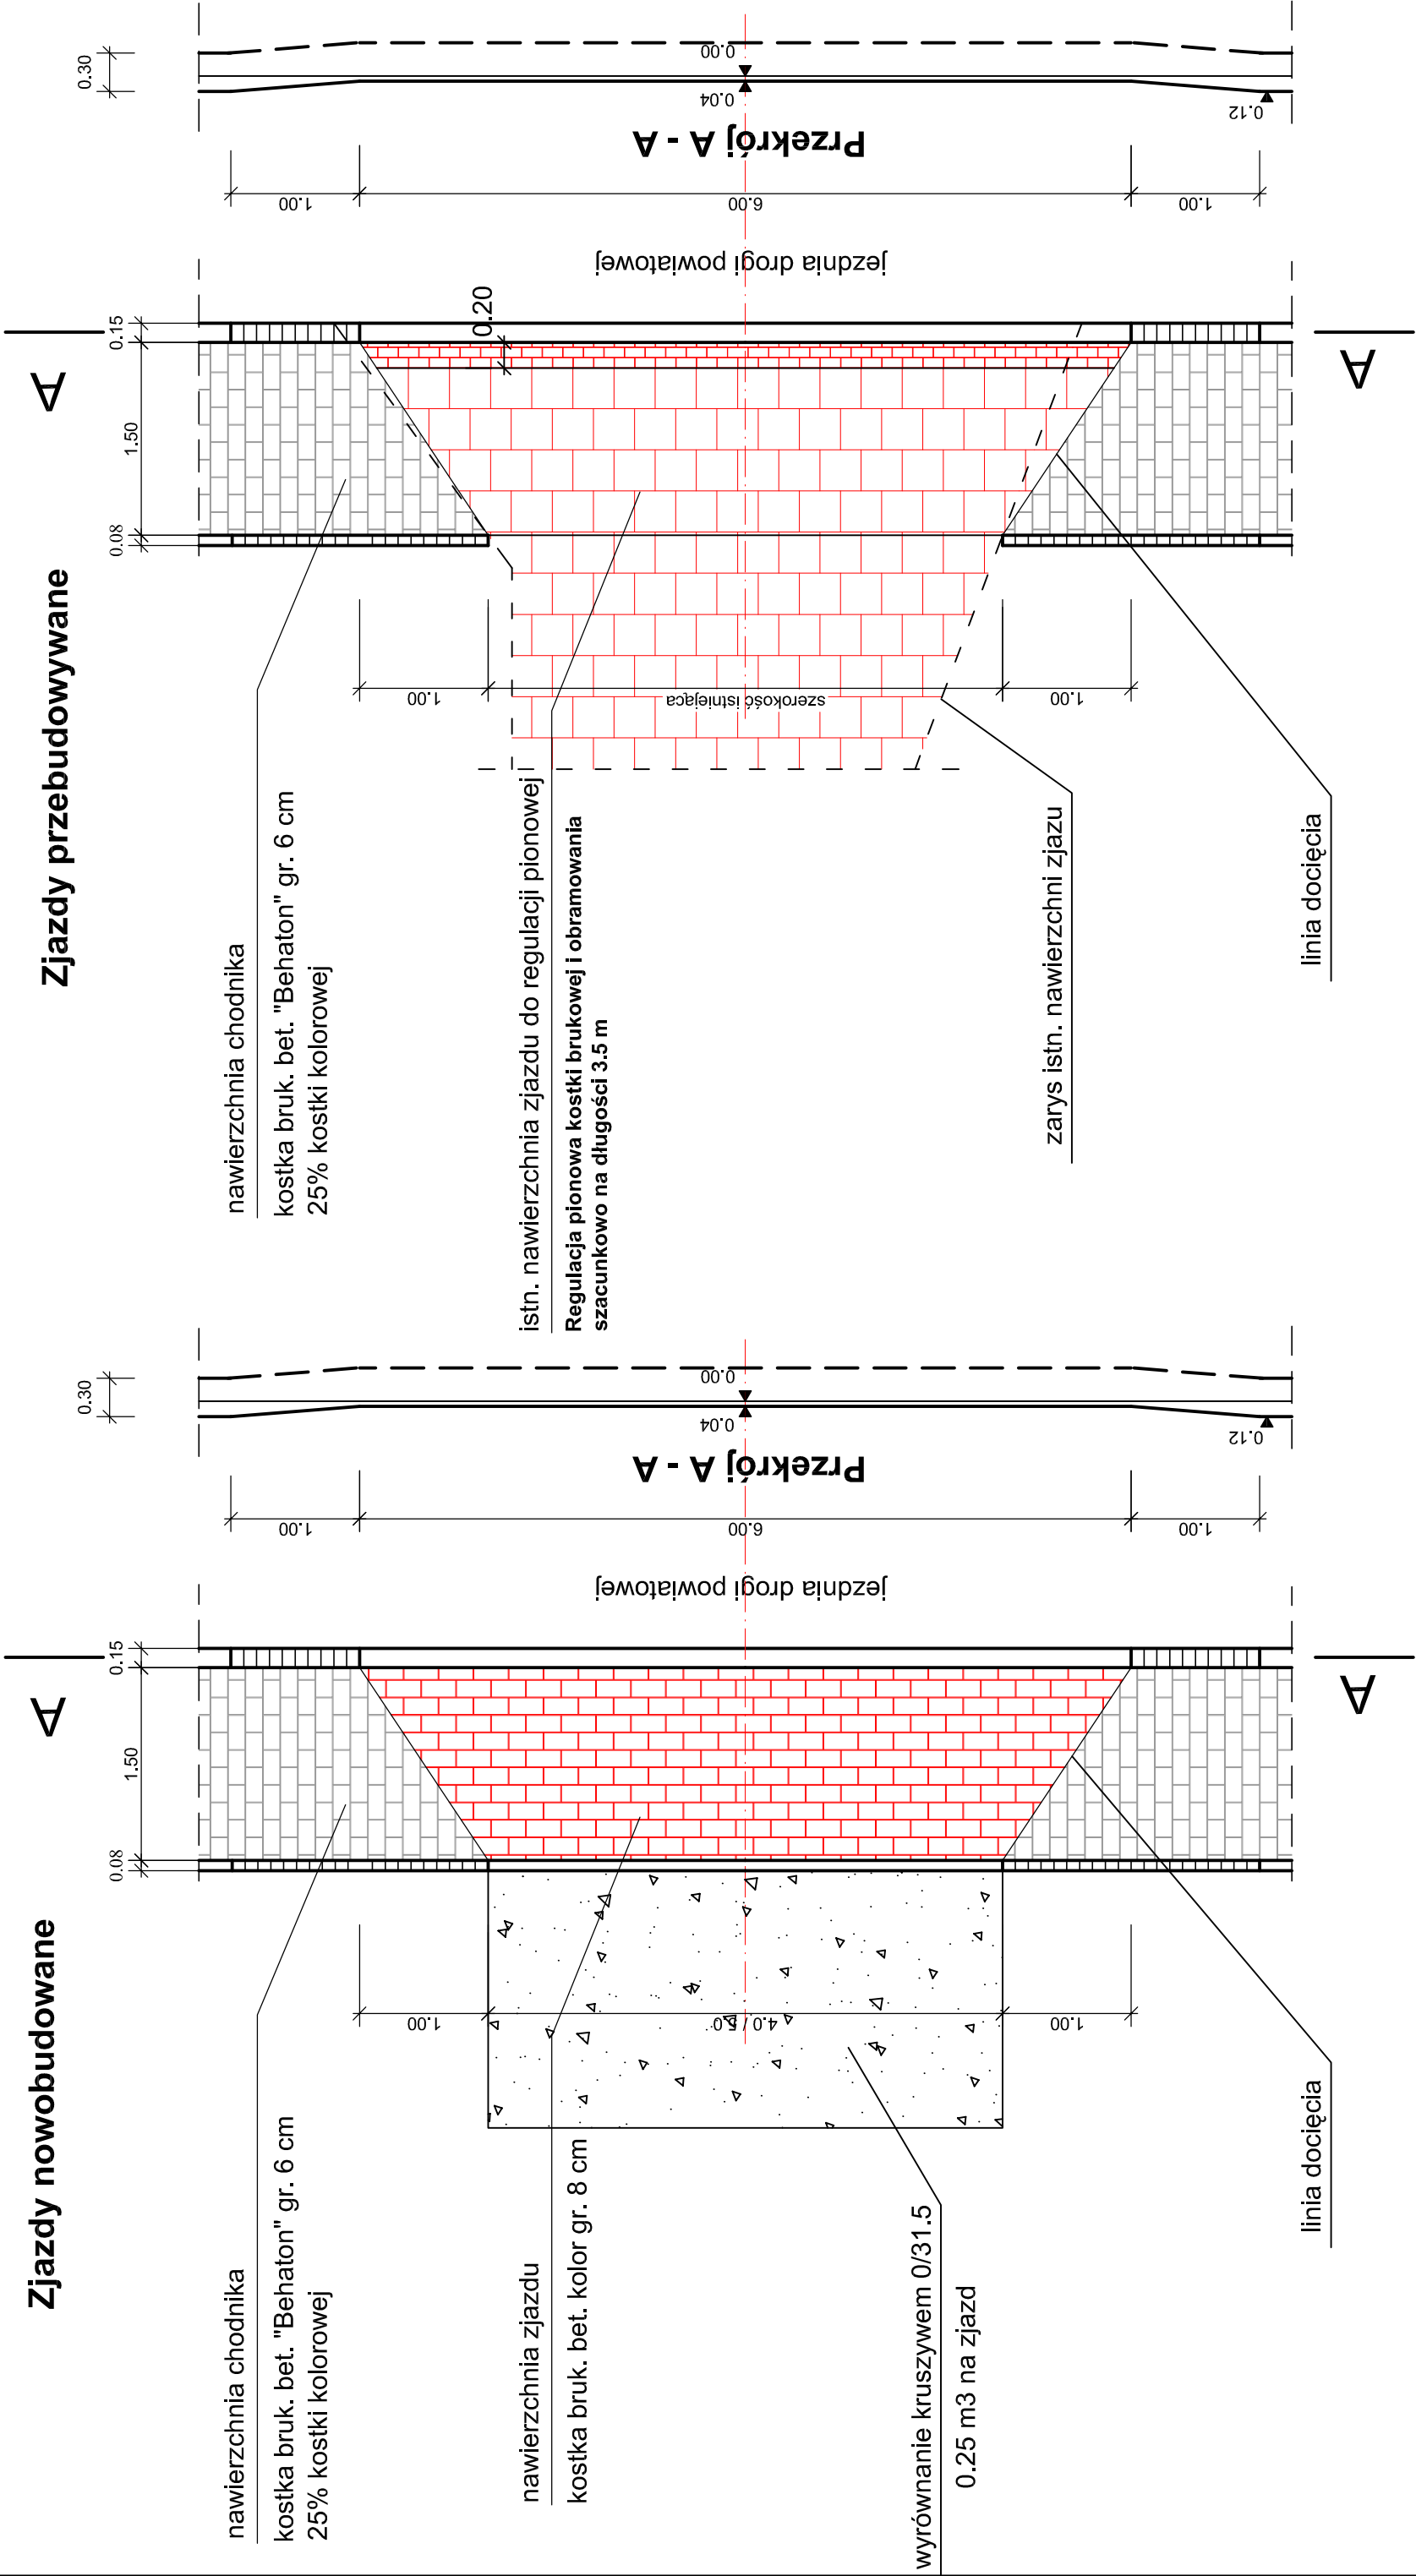 Zjazdy nowobudowane
nawierzchnia chodnika
kostka bruk. bet. "Behaton" gr. 6 cm
25% kostki kolorowej
nawierzchnia zjazdu
kostka bruk. bet. kolor gr. 8 cm
wyrównanie kruszywem 0/31.5
0.25 m3 na zjazd
linia docięcia
0.08
1.50
0.15
1.00
4.0 / 5.0
1.00
A
A
jezdnia drogi powiatowej
1.00
6.00
1.00
Przekrój A - A
0.30
0.04
0.00
0.12
Zjazdy przebudowywane
nawierzchnia chodnika
kostka bruk. bet. "Behaton" gr. 6 cm
25% kostki kolorowej
istn. nawierzchnia zjazdu do regulacji pionowej
Regulacja pionowa kostki brukowej i obramowania
szacunkowo na długości 3.5 m
zarys istn. nawierzchni zjazu
linia docięcia
0.08
1.50
0.15
0.20
1.00
szerokość istniejąca
1.00
A
A
jezdnia drogi powiatowej
1.00
6.00
1.00
Przekrój A - A
0.30
0.04
0.00
0.12